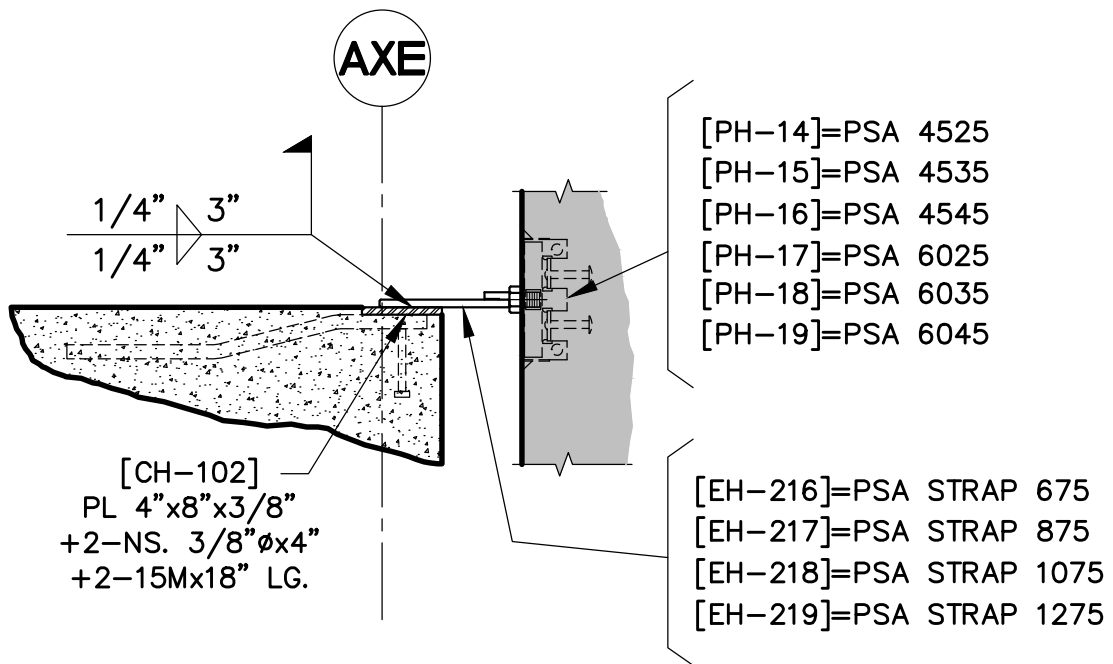 AXE
1/4" 3"
1/4" 3"
[PH-14]=PSA 4525
[PH-15]=PSA 4535
[PH-16]=PSA 4545
[PH-17]=PSA 6025
[PH-18]=PSA 6035
[PH-19]=PSA 6045
[CH-102]
PL 4"x8"x3/8"
+2-NS. 3/8"øx4"
+2-15Mx18" LG.
[EH-216]=PSA STRAP 675
[EH-217]=PSA STRAP 875
[EH-218]=PSA STRAP 1075
[EH-219]=PSA STRAP 1275